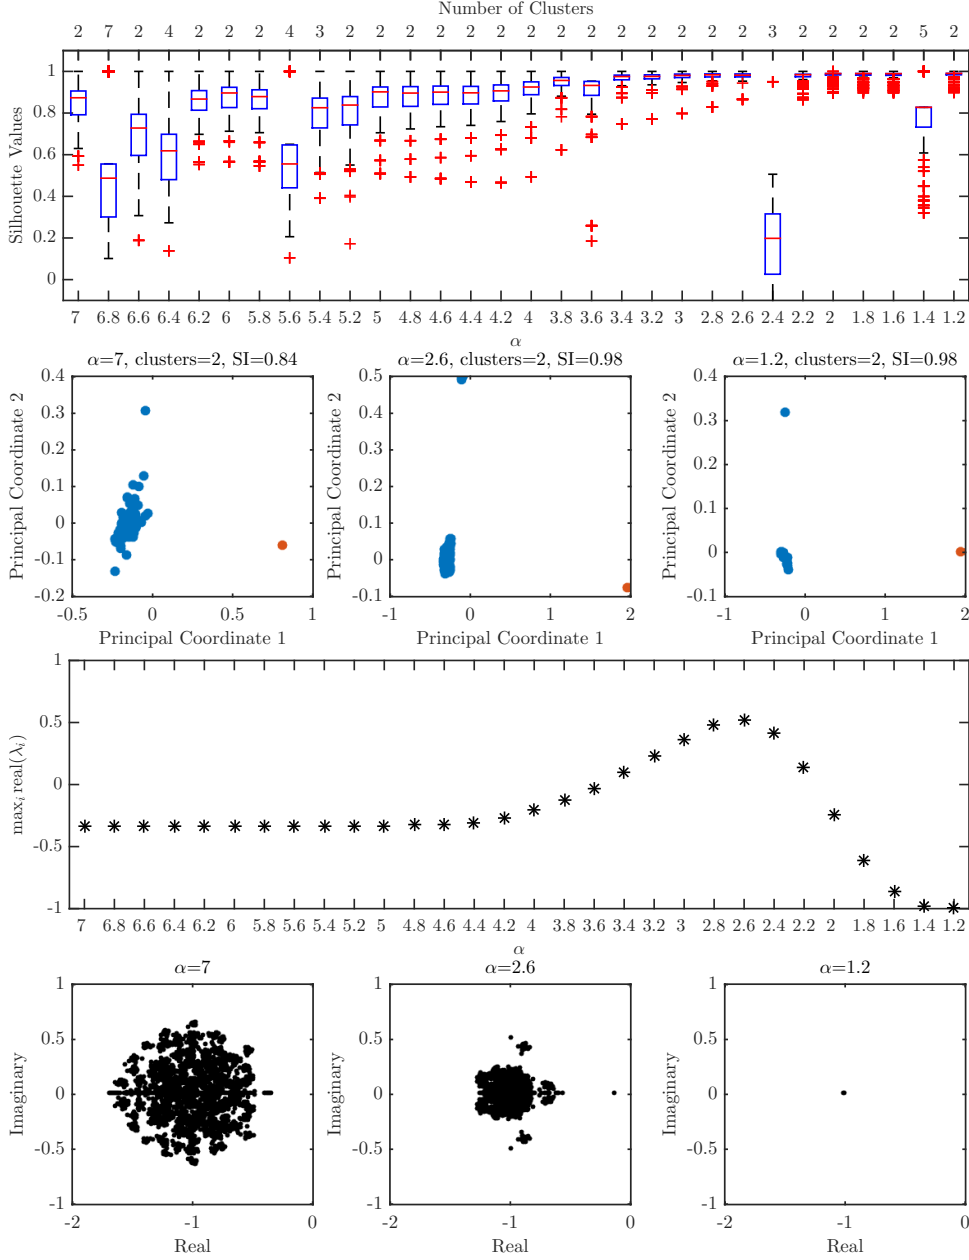 Number of Clusters
2 7 4 2 2 2 2 4 3 2 2 2 2 2 2 2 2 2 2 2 2 2 2 3 2 2 2 2 5 2
Silhouette Values
1
0.8
0.6
0.4
0.2
0
7 6.8 6.6 6.4 6.2 6 5.8 5.6 5.4 5.2 5 4.8 4.6 4.4 4.2 4 3.8 3.6 3.4 3.2 3 2.8 2.6 2.4 2.2 2 1.8 1.6 1.4 1.2
α
α=7, clusters=2, SI=0.84
Principal Coordinate 2
0.4
0.3
0.2
0.1
0
-0.1
-0.2
-0.5 0 0.5 1
Principal Coordinate 1
α=2.6, clusters=2, SI=0.98
Principal Coordinate 2
0.5
0.4
0.3
0.2
0.1
0
-0.1
-1 0 1 2
Principal Coordinate 1
α=1.2, clusters=2, SI=0.98
Principal Coordinate 2
0.4
0.3
0.2
0.1
0
-0.1
-1 0 1 2
Principal Coordinate 1
max_i real(λ_i)
1
0.5
0
-0.5
-1
7 6.8 6.6 6.4 6.2 6 5.8 5.6 5.4 5.2 5 4.8 4.6 4.4 4.2 4 3.8 3.6 3.4 3.2 3 2.8 2.6 2.4 2.2 2 1.8 1.6 1.4 1.2
α
α=7
Imaginary
1
0.5
0
-0.5
-1
-2 -1 0
Real
α=2.6
Imaginary
1
0.5
0
-0.5
-1
-2 -1 0
Real
α=1.2
Imaginary
1
0.5
0
-0.5
-1
-2 -1 0
Real